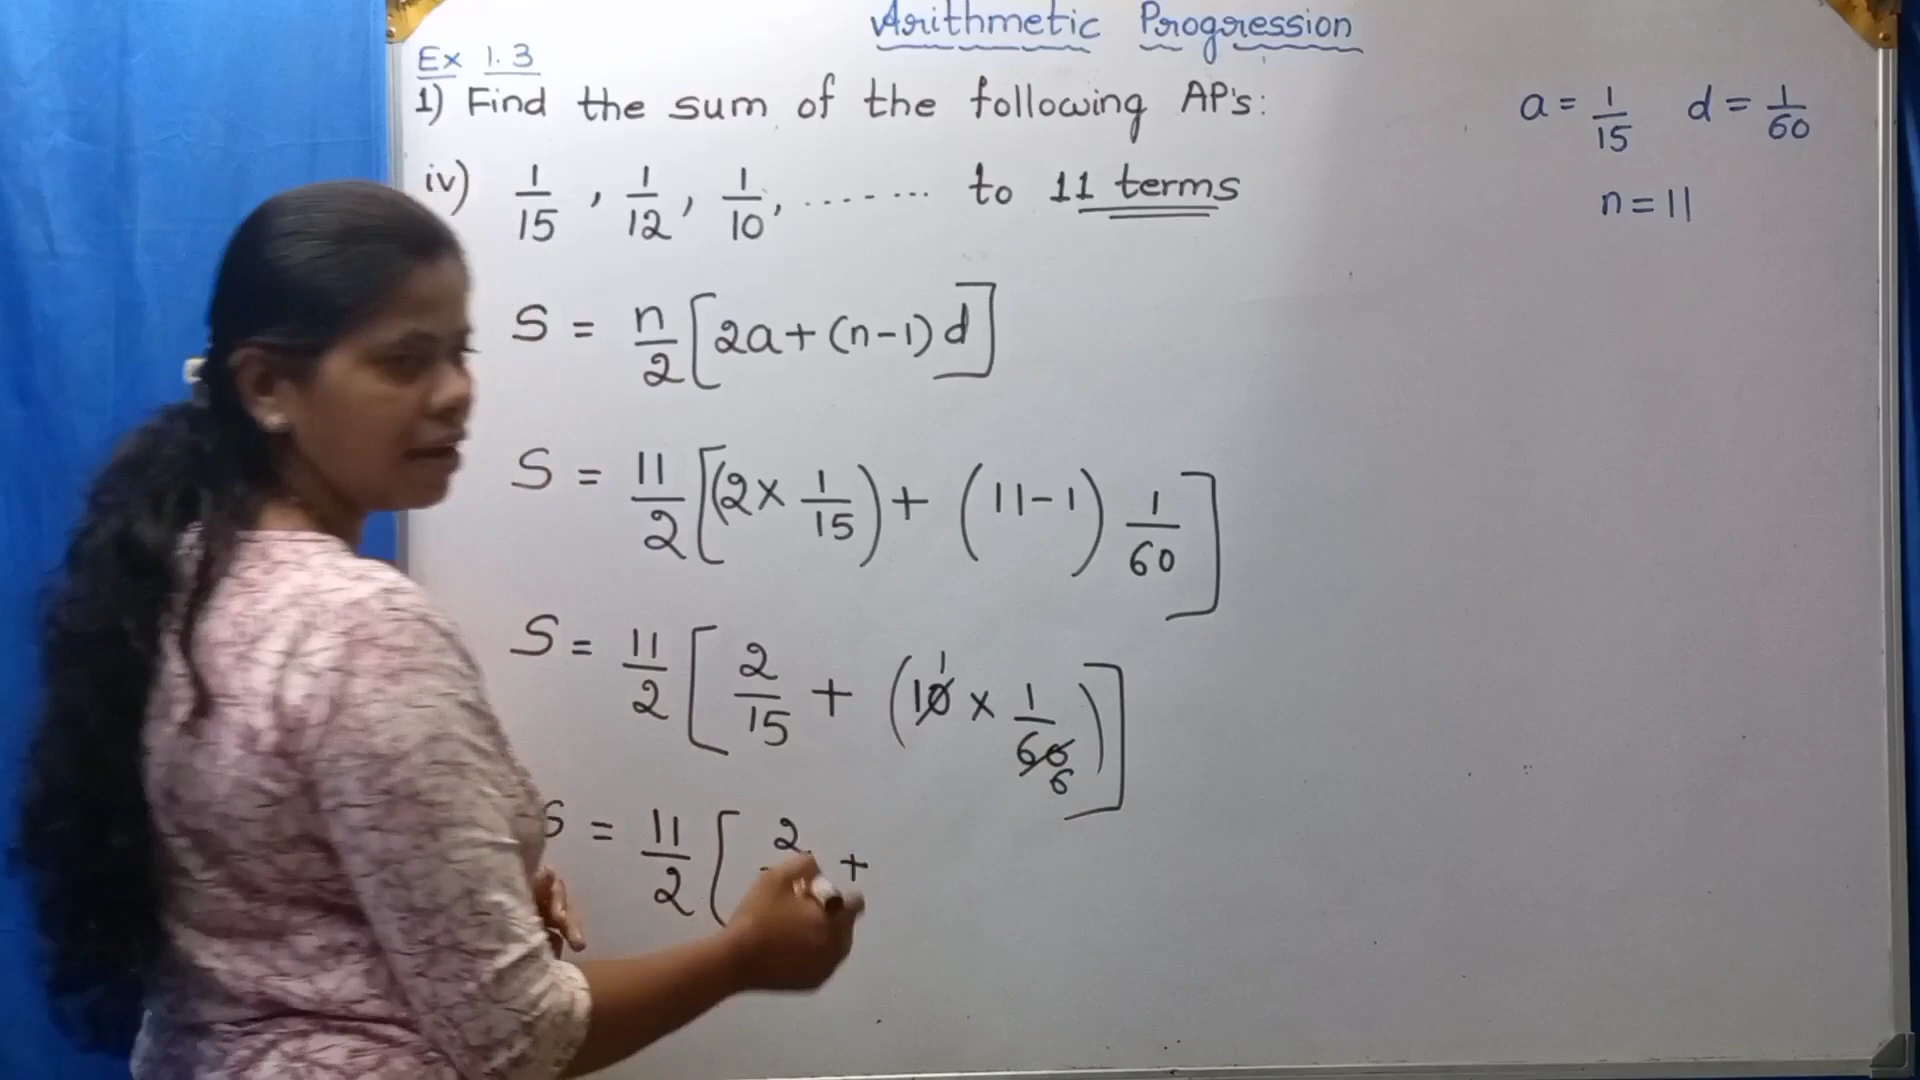 Arithmetic Progression
Ex 1.3
1) Find the sum of the following AP's:
iv) 1/15, 1/12, 1/10, ....... to 11 terms
a = 1/15 d = 1/60
n = 11
S = n/2 [2a + (n-1) d]
S = 11/2 [(2 × 1/15) + (11-1) 1/60]
S = 11/2 [2/15 + (10 1 × 1/60 6)]
S = 11/2 [2 +